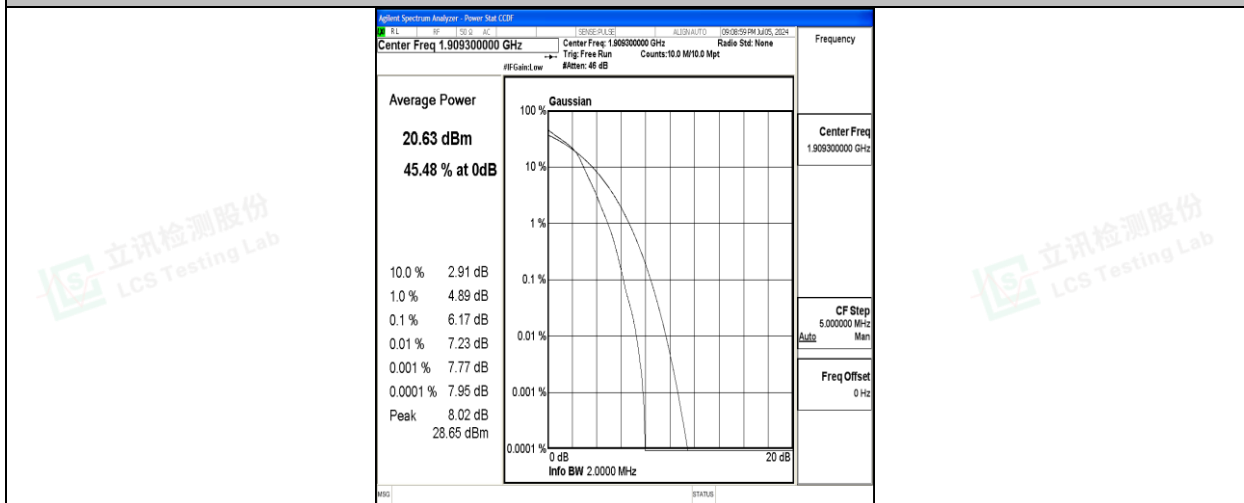 Agilent Spectrum Analyzer - Power Stat CCDF
RL RF 50 Ω AC SENSE:PULSE ALIGNAUTO 09:08:59 PM Jul 05, 2024
Center Freq 1.909300000 GHz
Center Freq: 1.909300000 GHz Radio Std: None
Trig: Free Run Counts:10.0 M/10.0 Mpt
#IFGain:Low #Atten: 46 dB
Frequency
Average Power
20.63 dBm
45.48 % at 0dB
10.0 % 2.91 dB
1.0 % 4.89 dB
0.1 % 6.17 dB
0.01 % 7.23 dB
0.001 % 7.77 dB
0.0001 % 7.95 dB
Peak 8.02 dB
28.65 dBm
Gaussian
100 %
10 %
1 %
0.1 %
0.01 %
0.001 %
0.0001 %
0 dB 20 dB
Info BW 2.0000 MHz
Center Freq
1.909300000 GHz
CF Step
5.000000 MHz
Auto Man
Freq Offset
0 Hz
MSG STATUS
立讯检测股份
LCS Testing Lab
立讯检测股份
LCS Testing Lab